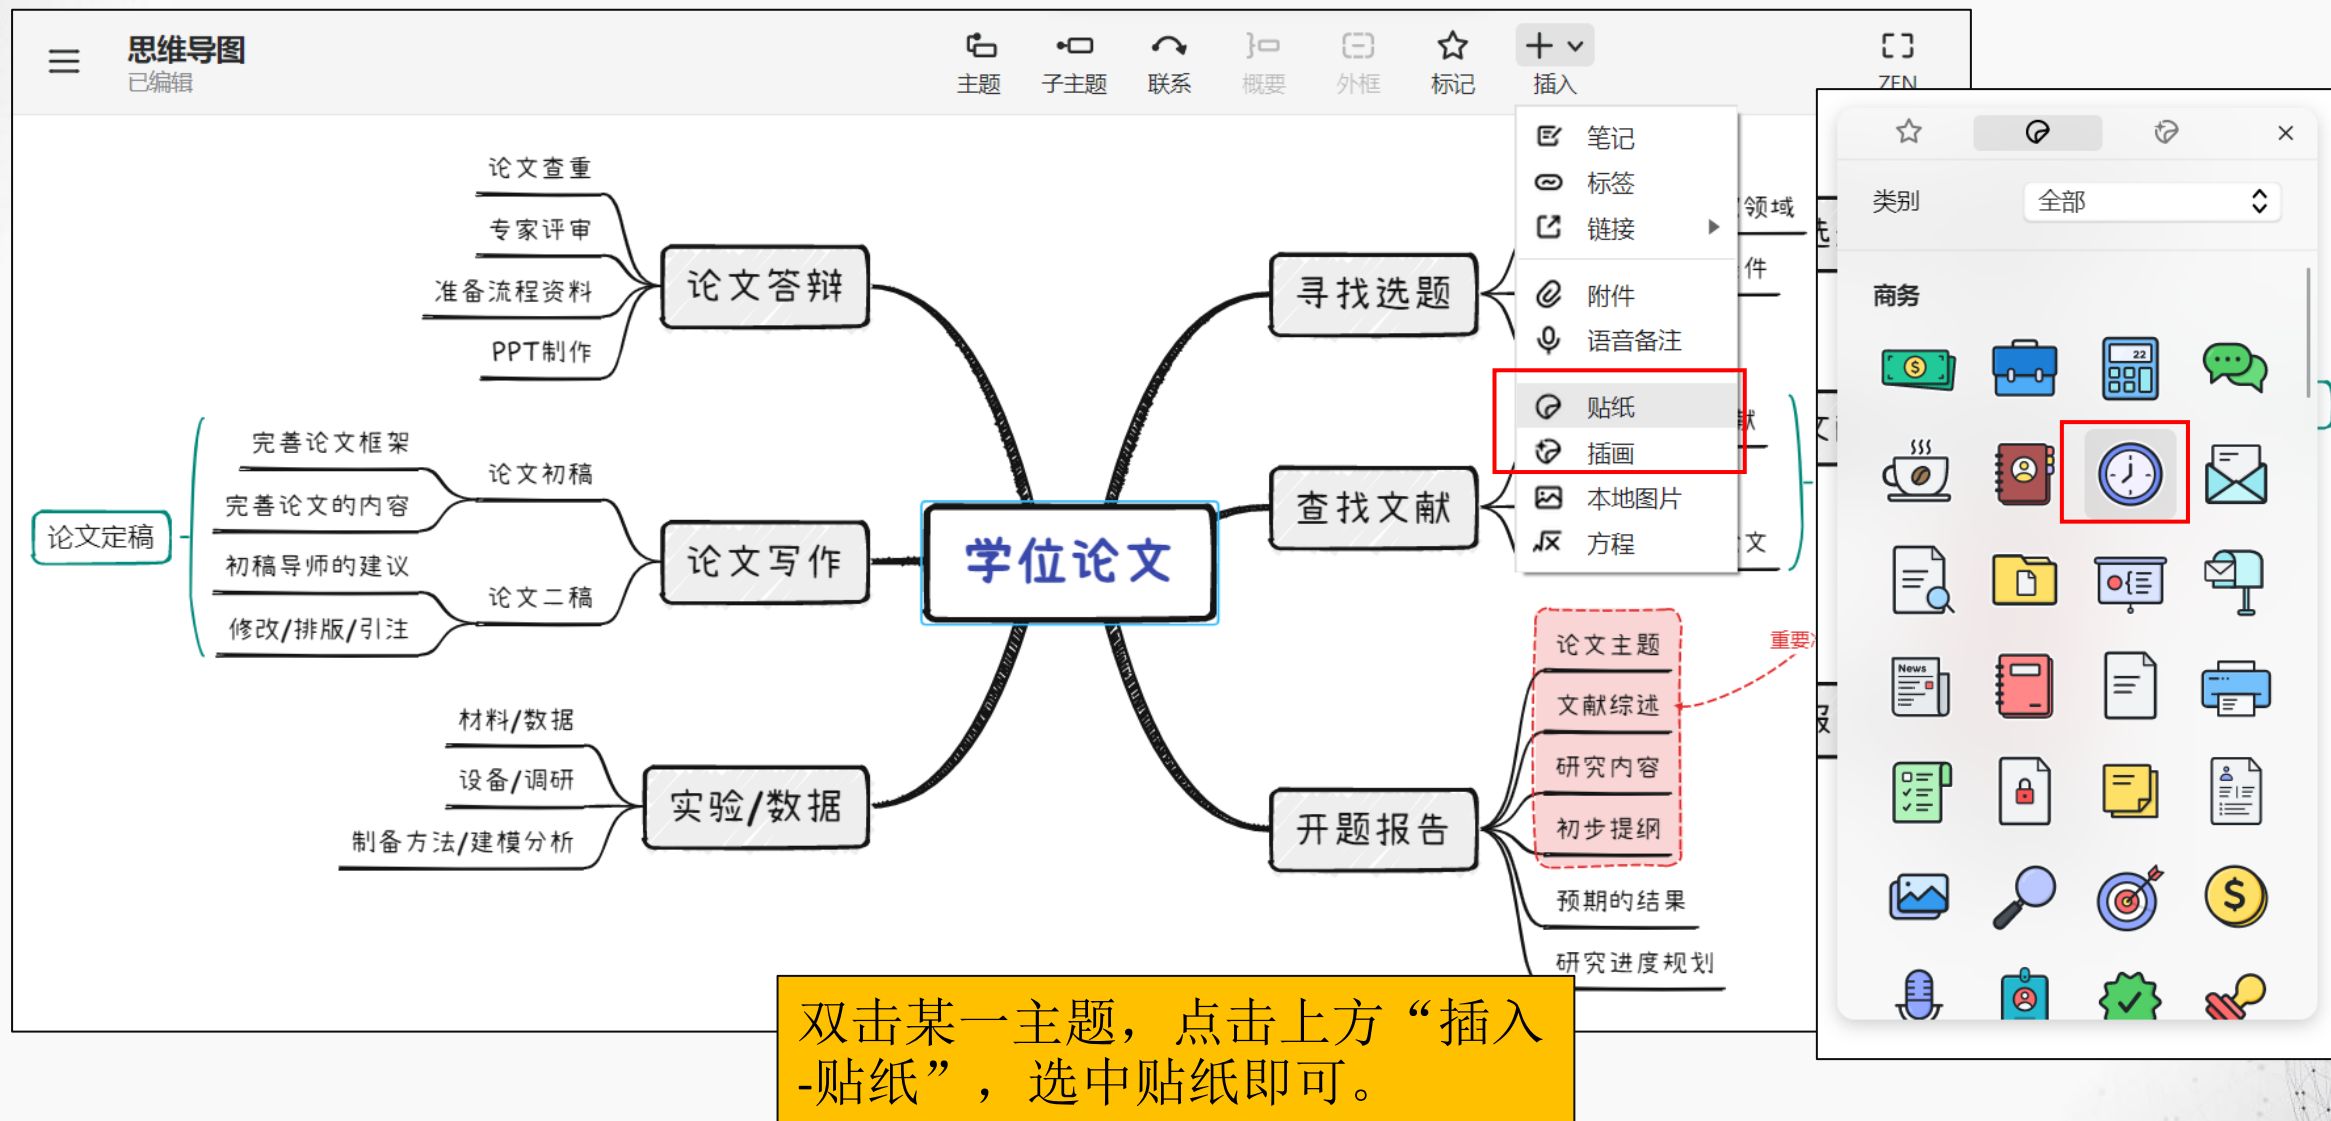 思维导图
已编辑
主题
子主题
联系
概要
外框
标记
插入
ZEN
笔记
标签
链接
附件
语音备注
贴纸
插画
本地图片
方程
论文查重
专家评审
准备流程资料
PPT制作
论文答辩
完善论文框架
完善论文的内容
初稿导师的建议
修改/排版/引注
论文定稿
论文初稿
论文二稿
论文写作
材料/数据
设备/调研
制备方法/建模分析
实验/数据
学位论文
寻找选题
领域
件
查找文献
献
文
开题报告
论文主题
文献综述
研究内容
初步提纲
预期的结果
研究进度规划
重要
类别
全部
商务
22
News
双击某一主题，点击上方“插入
-贴纸”，选中贴纸即可。